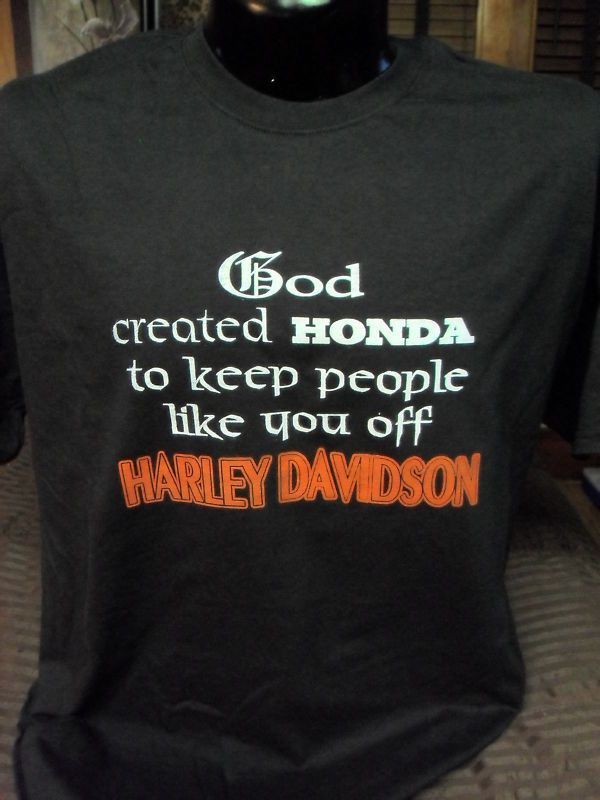 God
created HONDA
to keep people
like you off
HARLEY DAVIDSON